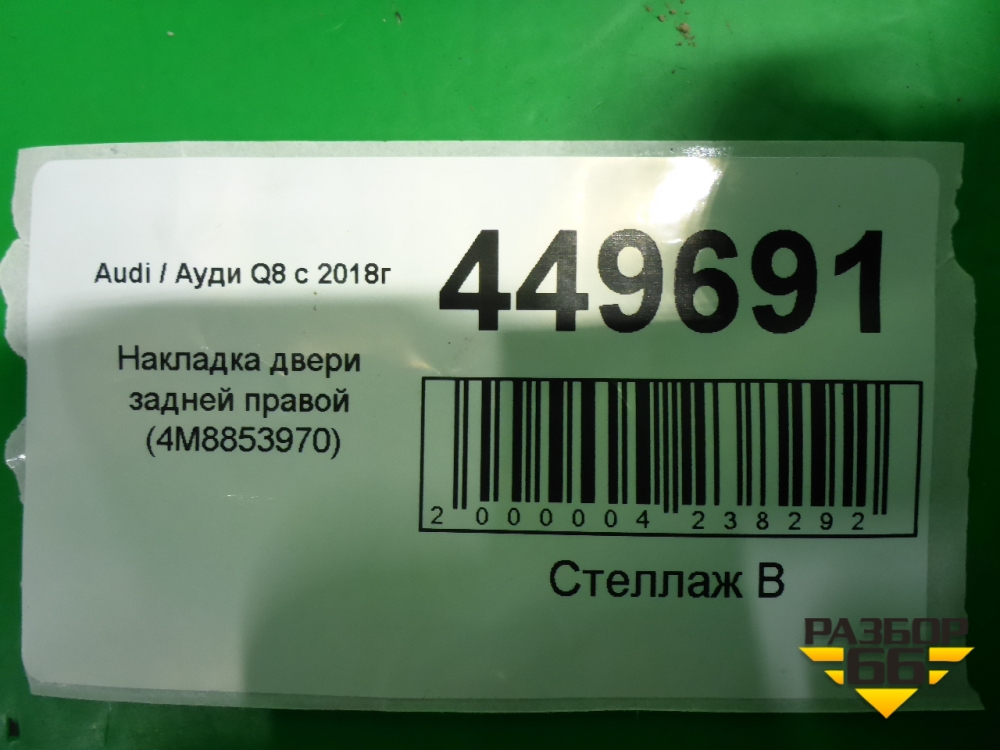 Audi / Ауди Q8 с 2018г
Накладка двери
задней правой
(4M8853970)
449691
2 000004 238292
Стеллаж В
РАЗБОР
66